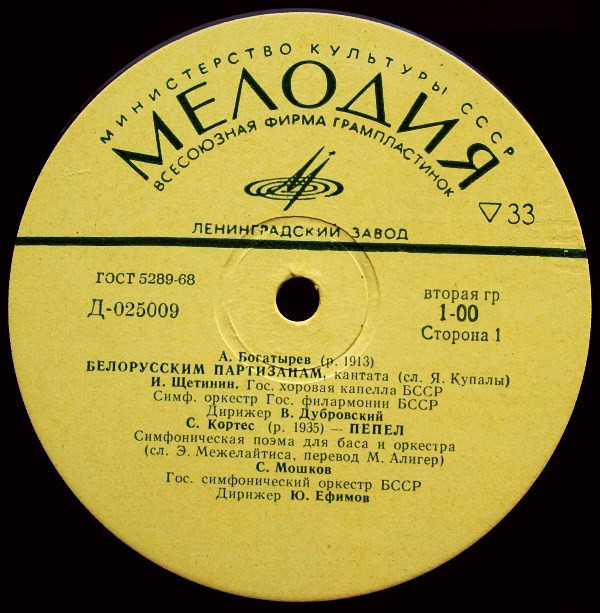 МИНИСТЕРСТВО КУЛЬТУРЫ СССР
МЕЛОДИЯ
ВСЕСОЮЗНАЯ ФИРМА ГРАМПЛАСТИНОК
▽ 33
ЛЕНИНГРАДСКИЙ ЗАВОД
ГОСТ 5289-68
Д-025009
вторая гр
1-00
Сторона 1
А. Богатырев (р. 1913)
БЕЛОРУССКИМ ПАРТИЗАНАМ, кантата (сл. Я. Купалы)
И. Щетинин, Гос. хоровая капелла БССР
Симф. оркестр Гос. филармонии БССР
Дирижер В. Дубровский
С. Кортес (р. 1935) — ПЕПЕЛ
Симфоническая поэма для баса и оркестра
(сл. Э. Межелайтиса, перевод М. Алигер)
С. Мошков
Гос. симфонический оркестр БССР
Дирижер Ю. Ефимов